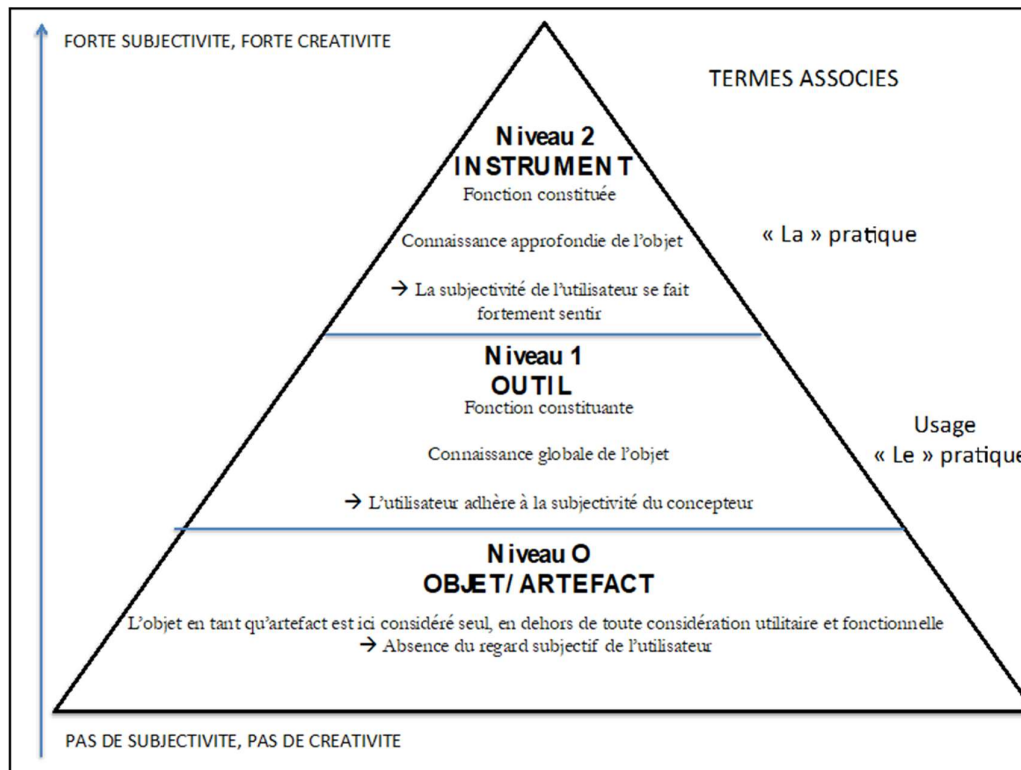 FORTE SUBJECTIVITE, FORTE CREATIVITE
TERMES ASSOCIES
Niveau 2
INSTRUMENT
Fonction constituée
Connaissance approfondie de l'objet
« La » pratique
→ La subjectivité de l'utilisateur se fait
fortement sentir
Niveau 1
OUTIL
Fonction constituante
Usage
« Le » pratique
Connaissance globale de l'objet
→ L'utilisateur adhère à la subjectivité du concepteur
Niveau O
OBJET/ ARTEFACT
L'objet en tant qu'artefact est ici considéré seul, en dehors de toute considération utilitaire et fonctionnelle
→ Absence du regard subjectif de l'utilisateur
PAS DE SUBJECTIVITE, PAS DE CREATIVITE